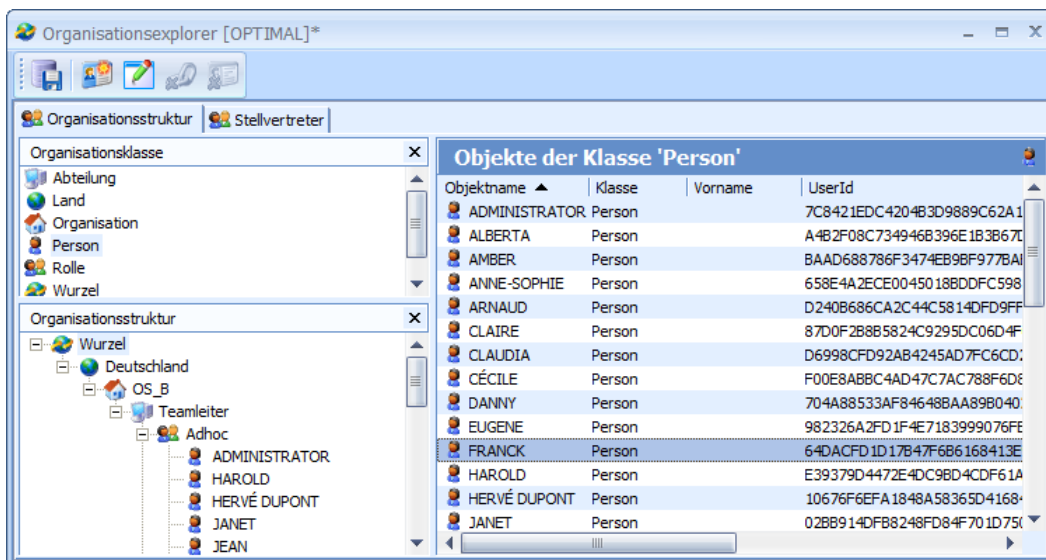 Organisationsexplorer [OPTIMAL]*
Organisationsstruktur Stellvertreter
Organisationsklasse
Abteilung
Land
Organisation
Person
Rolle
Wurzel
Organisationsstruktur
Wurzel
Deutschland
OS_B
Teamleiter
Adhoc
ADMINISTRATOR
HAROLD
HERVÉ DUPONT
JANET
JEAN
Objekte der Klasse 'Person'
Objektname Klasse Vorname UserId
ADMINISTRATOR Person 7C8421EDC4204B3D9889C62A1
ALBERTA Person A4B2F08C734946B396E1B3B67D
AMBER Person BAAD688786F3474EB9BF977BA
ANNE-SOPHIE Person 658E4A2ECE0045018BDDFC598
ARNAUD Person D240B686CA2C44C5814DFD9FF
CLAIRE Person 87D0F2B8B5824C9295DC06D4F
CLAUDIA Person D6998CFD92AB4245AD7FC6CD
CÉCILE Person F00E8ABBC4AD47C7AC788F6D8
DANNY Person 704A88533AF84648BAA89B040
EUGENE Person 982326A2FD1F4E7183999076FE
FRANCK Person 64DACFD1D17B47F6B6168413E
HAROLD Person E39379D4472E4DC9BD4CDF61A
HERVÉ DUPONT Person 10676F6EFA1848A58365D4168
JANET Person 02BB914DFB8248FD84F701D75